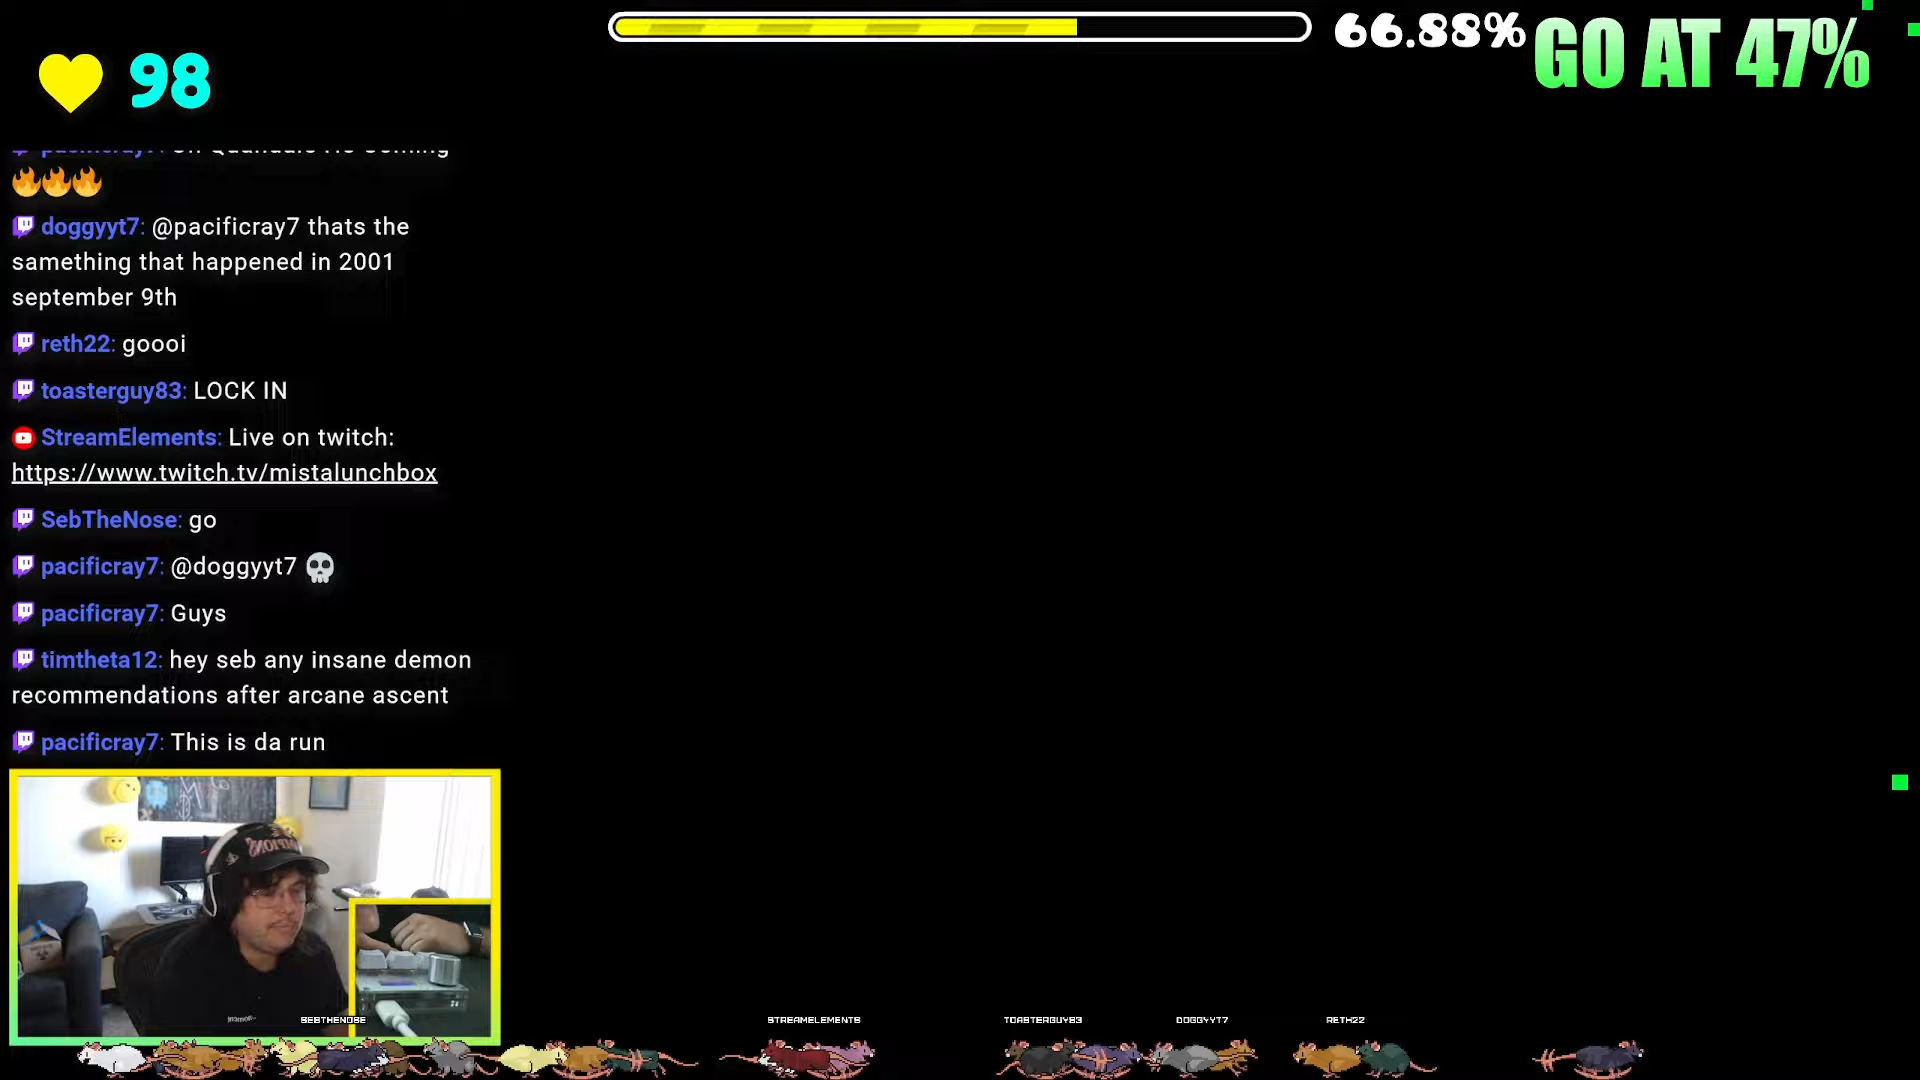 66.88%
GO AT 47%
98
🔥🔥🔥
doggyyt7: @pacificray7 thats the
samething that happened in 2001
september 9th
reth22: goooi
toasterguy83: LOCK IN
StreamElements: Live on twitch:
https://www.twitch.tv/mistalunchbox
SebTheNose: go
pacificray7: @doggyyt7 💀
pacificray7: Guys
timtheta12: hey seb any insane demon
recommendations after arcane ascent
pacificray7: This is da run
SEBTHENOSE
STREAMELEMENTS
TOASTERGUY83
DOGGYYT7
RETH22